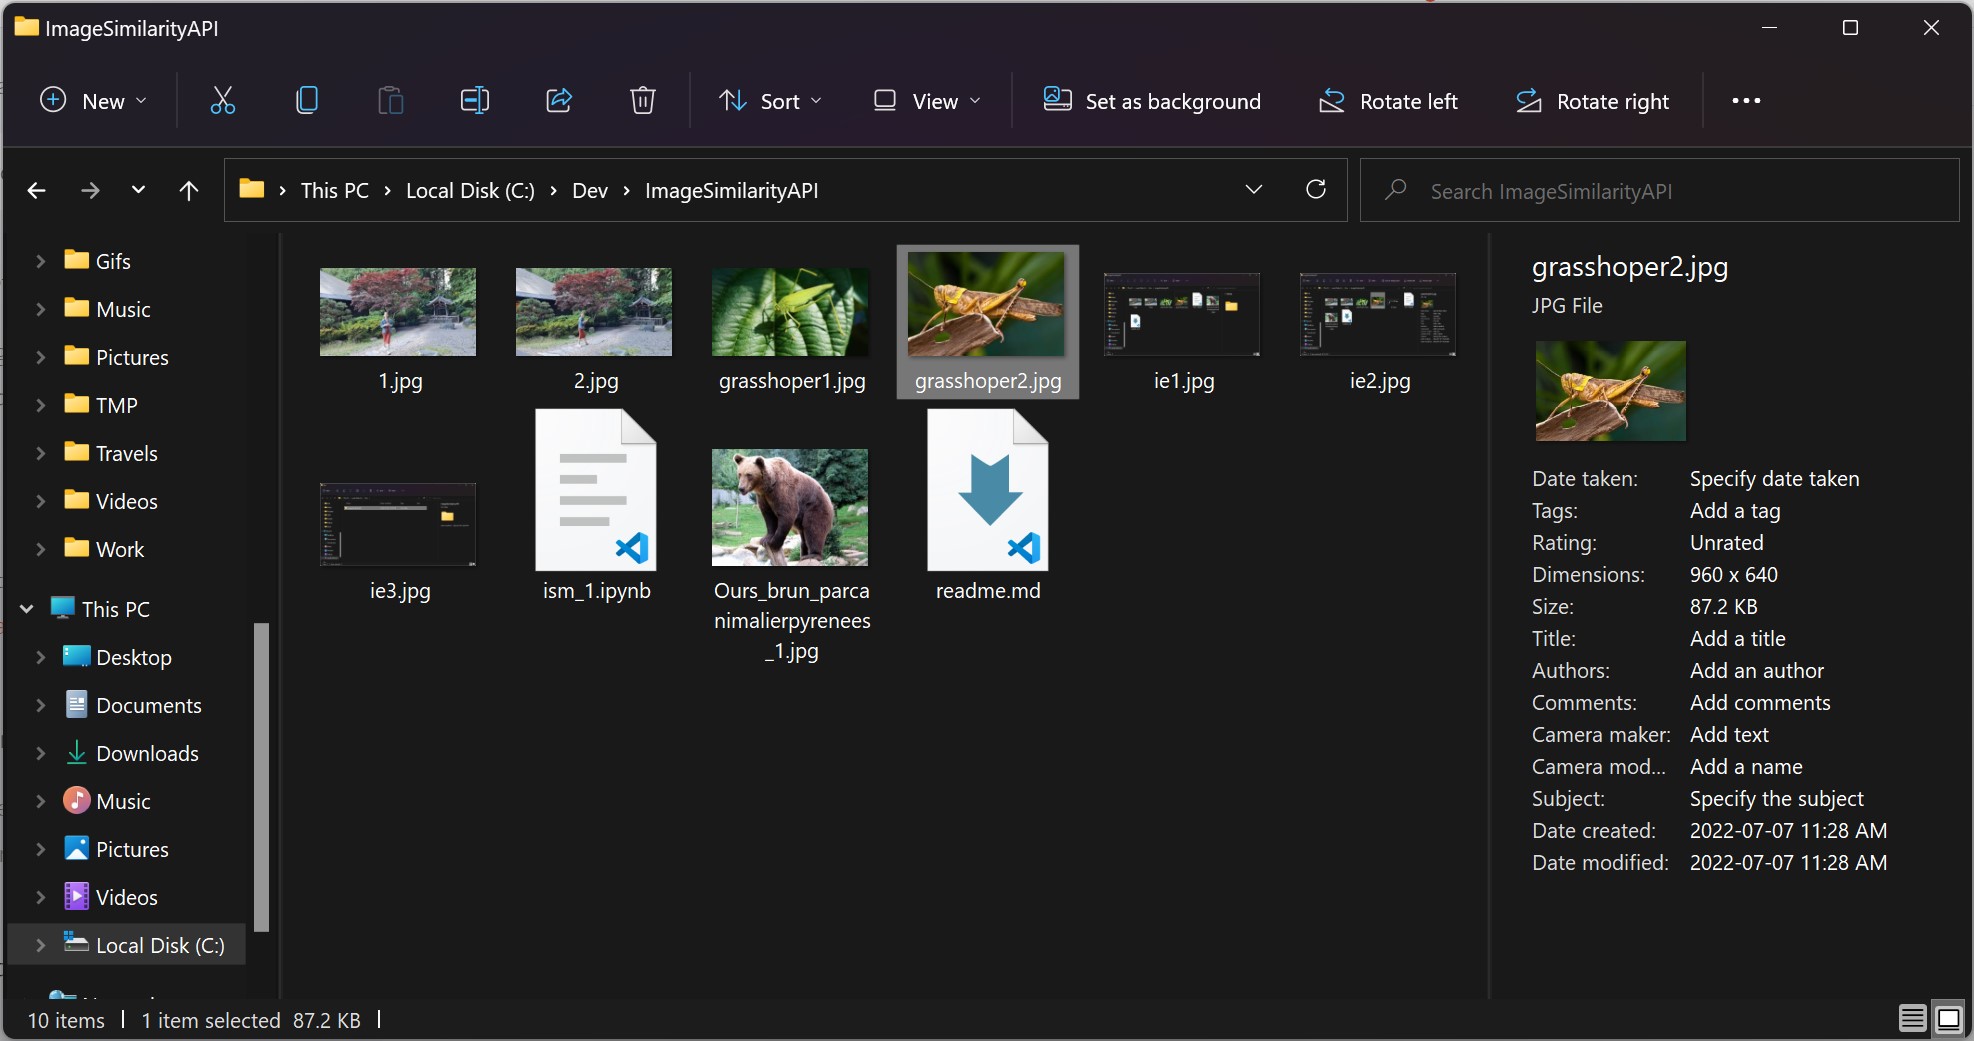 ImageSimilarityAPI
New
Sort
View
Set as background
Rotate left
Rotate right
This PC > Local Disk (C:) > Dev > ImageSimilarityAPI
Search ImageSimilarityAPI
Gifs
Music
Pictures
TMP
Travels
Videos
Work
This PC
Desktop
Documents
Downloads
Music
Pictures
Videos
Local Disk (C:)
1.jpg
2.jpg
grasshoper1.jpg
grasshoper2.jpg
ie1.jpg
ie2.jpg
ie3.jpg
ism_1.ipynb
Ours_brun_parca
nimalierpyrenees
_1.jpg
readme.md
grasshoper2.jpg
JPG File
Date taken: Specify date taken
Tags: Add a tag
Rating: Unrated
Dimensions: 960 x 640
Size: 87.2 KB
Title: Add a title
Authors: Add an author
Comments: Add comments
Camera maker: Add text
Camera mod... Add a name
Subject: Specify the subject
Date created: 2022-07-07 11:28 AM
Date modified: 2022-07-07 11:28 AM
10 items
1 item selected 87.2 KB